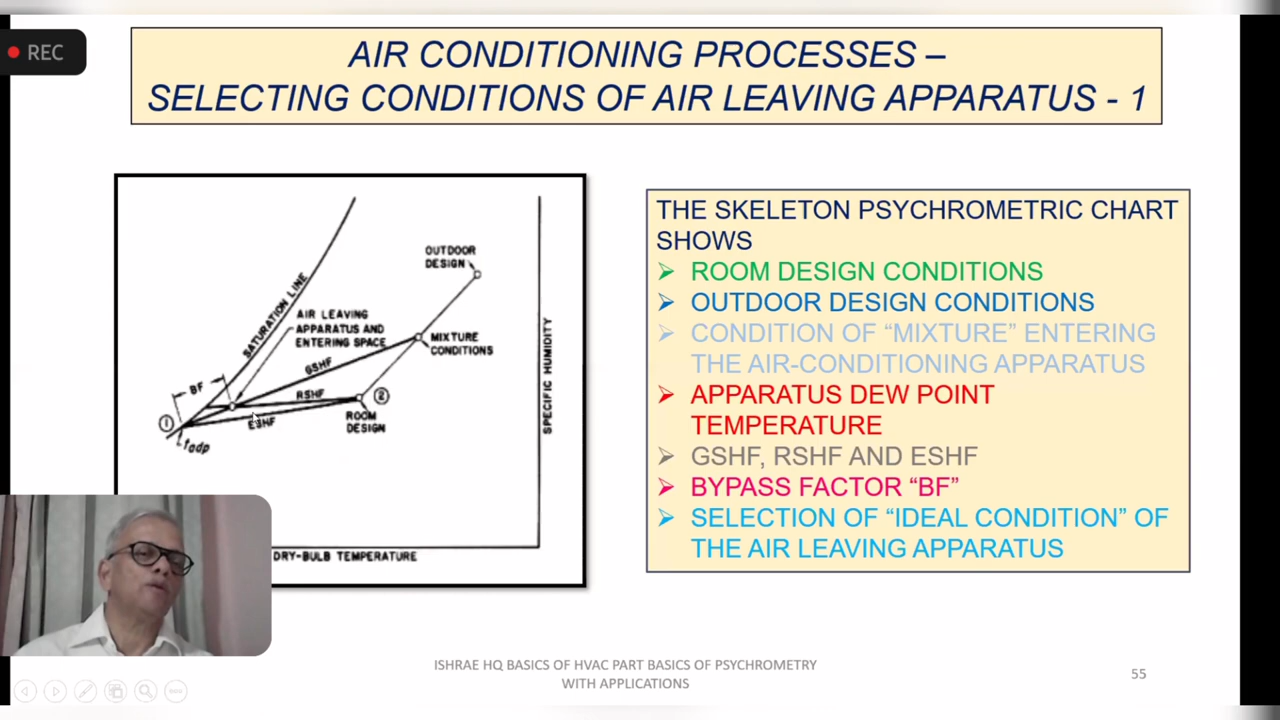 REC
AIR CONDITIONING PROCESSES –
SELECTING CONDITIONS OF AIR LEAVING APPARATUS - 1
OUTDOOR
DESIGN
SATURATION LINE
AIR LEAVING
APPARATUS AND
ENTERING SPACE
MIXTURE
CONDITIONS
GSHF
BF
RSHF
2
1
ESHF
ROOM
DESIGN
tadp
SPECIFIC HUMIDITY
DRY-BULB TEMPERATURE
THE SKELETON PSYCHROMETRIC CHART
SHOWS
ROOM DESIGN CONDITIONS
OUTDOOR DESIGN CONDITIONS
CONDITION OF “MIXTURE” ENTERING
THE AIR-CONDITIONING APPARATUS
APPARATUS DEW POINT
TEMPERATURE
GSHF, RSHF AND ESHF
BYPASS FACTOR “BF”
SELECTION OF “IDEAL CONDITION” OF
THE AIR LEAVING APPARATUS
ISHRAE HQ BASICS OF HVAC PART BASICS OF PSYCHROMETRY
WITH APPLICATIONS
55